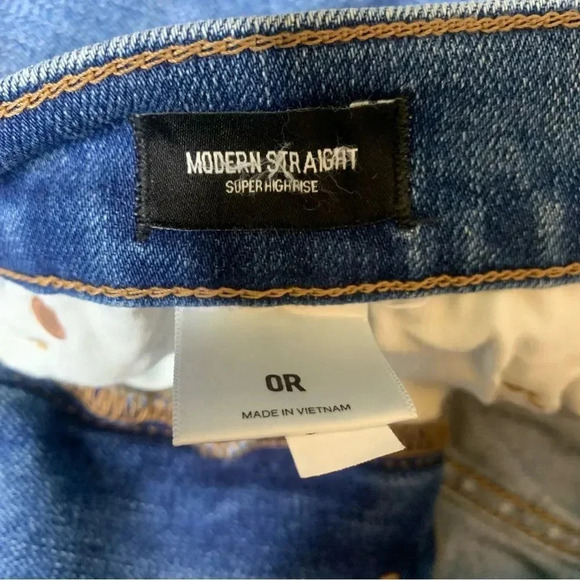 MODERN STRAIGHT
SUPER HIGH RISE
0R
MADE IN VIETNAM